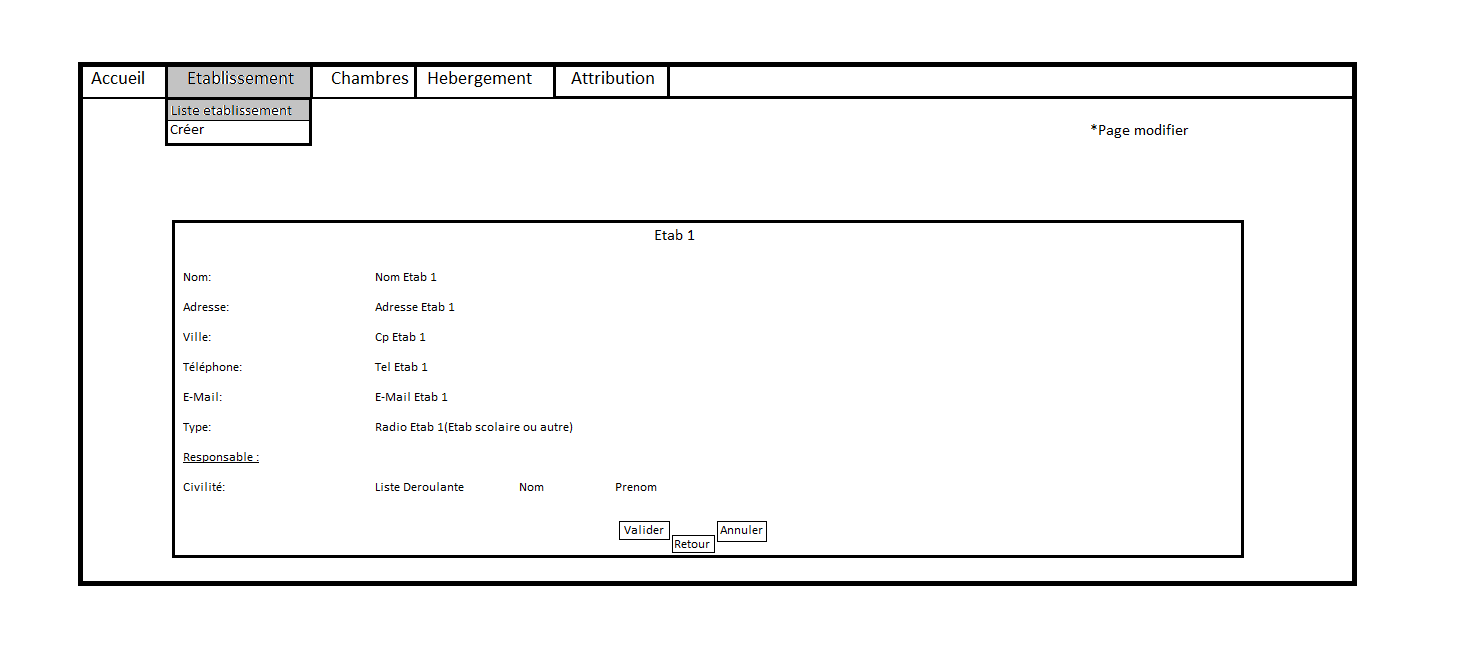 Accueil Etablissement Chambres Hebergement Attribution
Liste etablissement
Créer
*Page modifier
Etab 1
Nom: Nom Etab 1
Adresse: Adresse Etab 1
Ville: Cp Etab 1
Téléphone: Tel Etab 1
E-Mail: E-Mail Etab 1
Type: Radio Etab 1(Etab scolaire ou autre)
Responsable :
Civilité: Liste Deroulante Nom Prenom
Valider Annuler
Retour